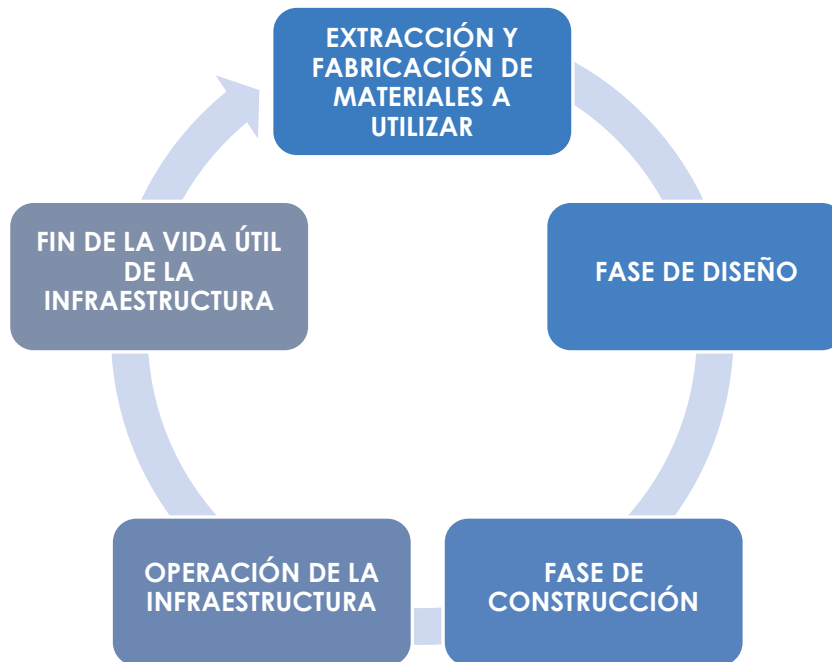 EXTRACCIÓN Y
FABRICACIÓN DE
MATERIALES A
UTILIZAR
FASE DE DISEÑO
FASE DE
CONSTRUCCIÓN
OPERACIÓN DE LA
INFRAESTRUCTURA
FIN DE LA VIDA ÚTIL
DE LA
INFRAESTRUCTURA